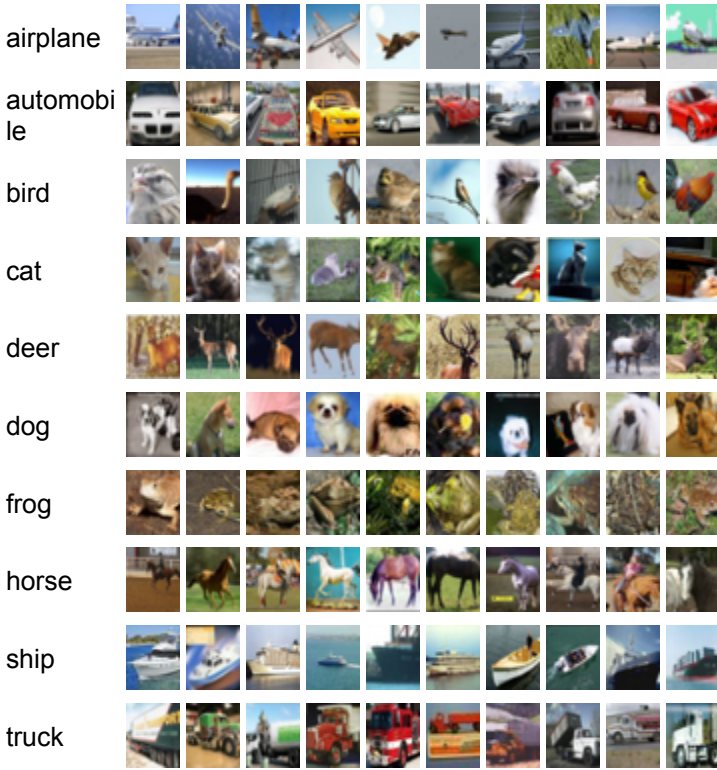 airplane
automobi
le
bird
cat
deer
dog
frog
horse
ship
truck